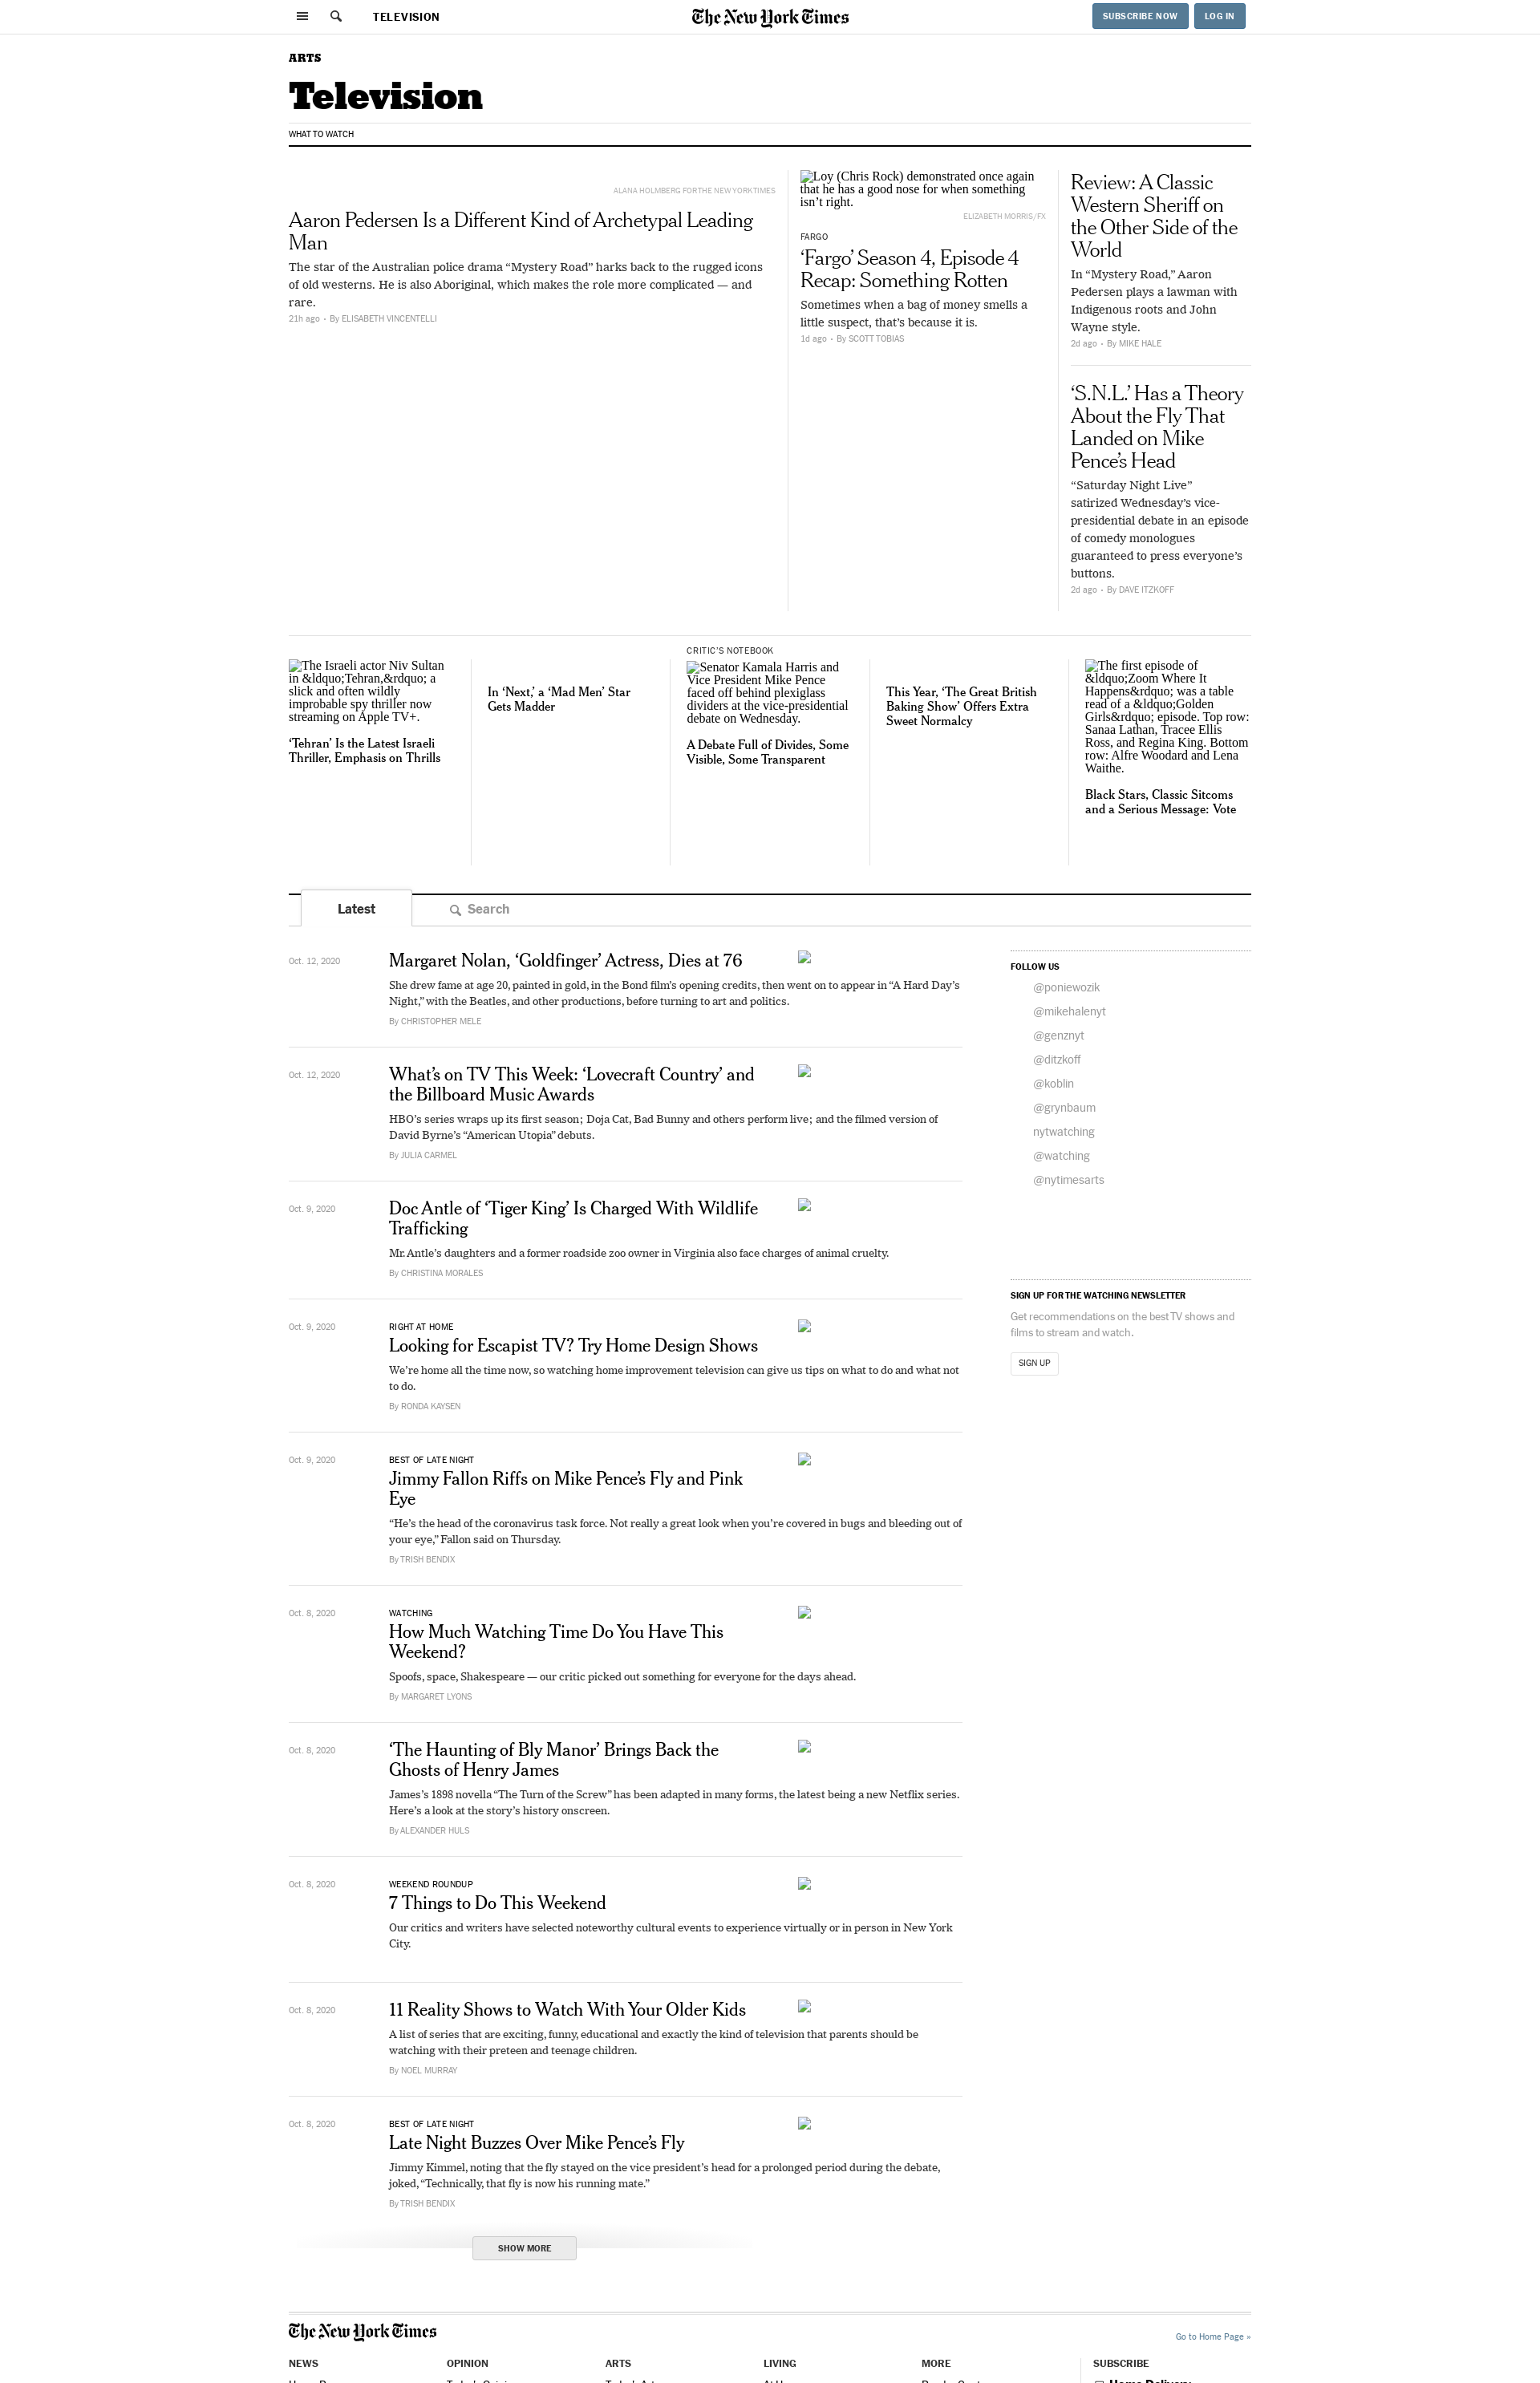 TELEVISION
The New York Times
SUBSCRIBE NOW
LOG IN
ARTS
Television
WHAT TO WATCH
ALANA HOLMBERG FOR THE NEW YORK TIMES
Aaron Pedersen Is a Different Kind of Archetypal Leading
Man
The star of the Australian police drama “Mystery Road” harks back to the rugged icons
of old westerns. He is also Aboriginal, which makes the role more complicated — and
rare.
21h ago • By ELISABETH VINCENTELLI
Loy (Chris Rock) demonstrated once again
that he has a good nose for when something
isn’t right.
ELIZABETH MORRIS/FX
FARGO
‘Fargo’ Season 4, Episode 4
Recap: Something Rotten
Sometimes when a bag of money smells a
little suspect, that’s because it is.
1d ago • By SCOTT TOBIAS
Review: A Classic
Western Sheriff on
the Other Side of the
World
In “Mystery Road,” Aaron
Pedersen plays a lawman with
Indigenous roots and John
Wayne style.
2d ago • By MIKE HALE
‘S.N.L.’ Has a Theory
About the Fly That
Landed on Mike
Pence’s Head
“Saturday Night Live”
satirized Wednesday’s vice-
presidential debate in an episode
of comedy monologues
guaranteed to press everyone’s
buttons.
2d ago • By DAVE ITZKOFF
The Israeli actor Niv Sultan
in &ldquo;Tehran,&rdquo; a
slick and often wildly
improbable spy thriller now
streaming on Apple TV+.
‘Tehran’ Is the Latest Israeli
Thriller, Emphasis on Thrills
In ‘Next,’ a ‘Mad Men’ Star
Gets Madder
CRITIC’S NOTEBOOK
Senator Kamala Harris and
Vice President Mike Pence
faced off behind plexiglass
dividers at the vice-presidential
debate on Wednesday.
A Debate Full of Divides, Some
Visible, Some Transparent
This Year, ‘The Great British
Baking Show’ Offers Extra
Sweet Normalcy
The first episode of
&ldquo;Zoom Where It
Happens&rdquo; was a table
read of a &ldquo;Golden
Girls&rdquo; episode. Top row:
Sanaa Lathan, Tracee Ellis
Ross, and Regina King. Bottom
row: Alfre Woodard and Lena
Waithe.
Black Stars, Classic Sitcoms
and a Serious Message: Vote
Latest
Search
Oct. 12, 2020
Margaret Nolan, ‘Goldfinger’ Actress, Dies at 76
She drew fame at age 20, painted in gold, in the Bond film’s opening credits, then went on to appear in “A Hard Day’s
Night,” with the Beatles, and other productions, before turning to art and politics.
By CHRISTOPHER MELE
Oct. 12, 2020
What’s on TV This Week: ‘Lovecraft Country’ and
the Billboard Music Awards
HBO’s series wraps up its first season; Doja Cat, Bad Bunny and others perform live; and the filmed version of
David Byrne’s “American Utopia” debuts.
By JULIA CARMEL
Oct. 9, 2020
Doc Antle of ‘Tiger King’ Is Charged With Wildlife
Trafficking
Mr. Antle’s daughters and a former roadside zoo owner in Virginia also face charges of animal cruelty.
By CHRISTINA MORALES
Oct. 9, 2020
RIGHT AT HOME
Looking for Escapist TV? Try Home Design Shows
We’re home all the time now, so watching home improvement television can give us tips on what to do and what not
to do.
By RONDA KAYSEN
Oct. 9, 2020
BEST OF LATE NIGHT
Jimmy Fallon Riffs on Mike Pence’s Fly and Pink
Eye
“He’s the head of the coronavirus task force. Not really a great look when you’re covered in bugs and bleeding out of
your eye,” Fallon said on Thursday.
By TRISH BENDIX
Oct. 8, 2020
WATCHING
How Much Watching Time Do You Have This
Weekend?
Spoofs, space, Shakespeare — our critic picked out something for everyone for the days ahead.
By MARGARET LYONS
Oct. 8, 2020
‘The Haunting of Bly Manor’ Brings Back the
Ghosts of Henry James
James’s 1898 novella “The Turn of the Screw” has been adapted in many forms, the latest being a new Netflix series.
Here’s a look at the story’s history onscreen.
By ALEXANDER HULS
Oct. 8, 2020
WEEKEND ROUNDUP
7 Things to Do This Weekend
Our critics and writers have selected noteworthy cultural events to experience virtually or in person in New York
City.
Oct. 8, 2020
11 Reality Shows to Watch With Your Older Kids
A list of series that are exciting, funny, educational and exactly the kind of television that parents should be
watching with their preteen and teenage children.
By NOEL MURRAY
Oct. 8, 2020
BEST OF LATE NIGHT
Late Night Buzzes Over Mike Pence’s Fly
Jimmy Kimmel, noting that the fly stayed on the vice president’s head for a prolonged period during the debate,
joked, “Technically, that fly is now his running mate.”
By TRISH BENDIX
SHOW MORE
FOLLOW US
@poniewozik
@mikehalenyt
@genznyt
@ditzkoff
@koblin
@grynbaum
nytwatching
@watching
@nytimesarts
SIGN UP FOR THE WATCHING NEWSLETTER
Get recommendations on the best TV shows and
films to stream and watch.
SIGN UP
The New York Times
Go to Home Page »
NEWS
OPINION
ARTS
LIVING
MORE
SUBSCRIBE